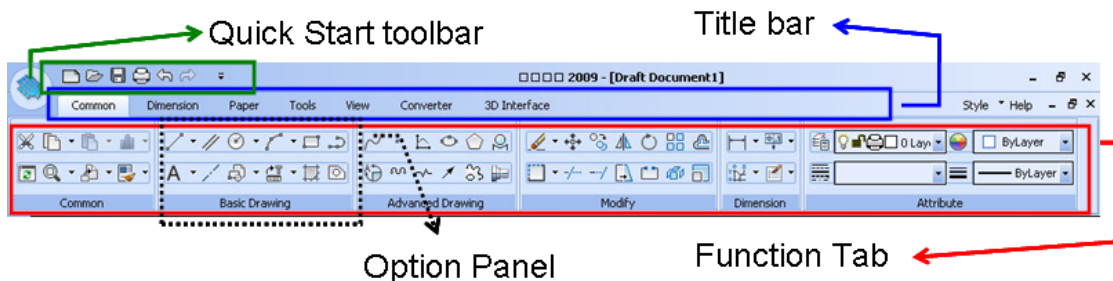 Quick Start toolbar
Title bar
2009 - [Draft Document1]
Common Dimension Paper Tools View Converter 3D Interface Style Help
0 Lay ByLayer
A ByLayer
Common Basic Drawing Advanced Drawing Modify Dimension Attribute
Option Panel
Function Tab